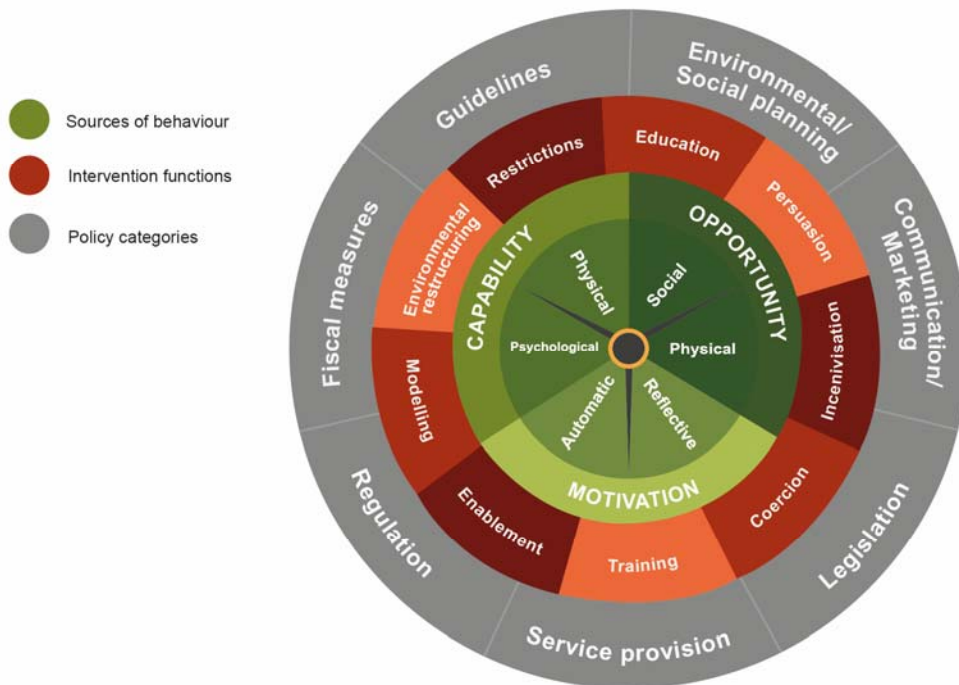 Sources of behaviour
Intervention functions
Policy categories
Guidelines
Environmental/
Social planning
Communication/
Marketing
Legislation
Service provision
Regulation
Fiscal measures
Restrictions
Education
Persuasion
Incenivisation
Coercion
Training
Enablement
Modelling
Environmental
restructuring
CAPABILITY
OPPORTUNITY
MOTIVATION
Physical
Social
Psychological
Physical
Automatic
Reflective